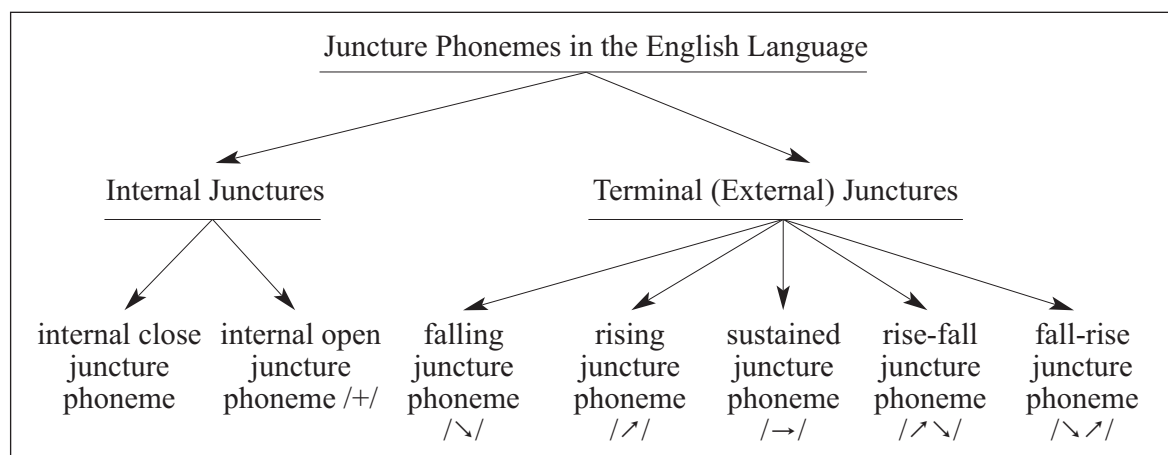 Juncture Phonemes in the English Language
Internal Junctures
Terminal (External) Junctures
internal close
juncture
phoneme
internal open
juncture
phoneme /+/
falling
juncture
phoneme
/↘/
rising
juncture
phoneme
/↗/
sustained
juncture
phoneme
/→/
rise-fall
juncture
phoneme
/↗↘/
fall-rise
juncture
phoneme
/↘↗/